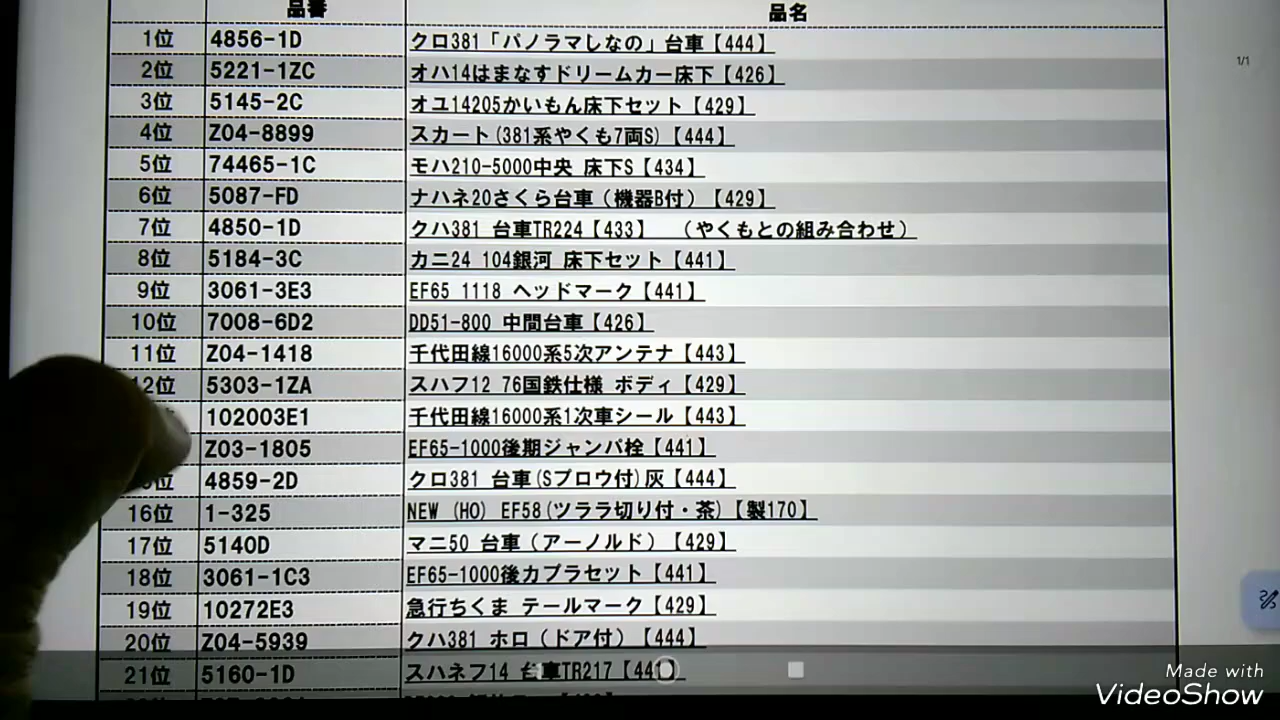 品番 品名
1位 4856-1D クロ381「パノラマしなの」台車【444】
1/1
2位 5221-1ZC オハ14はまなすドリームカー床下【426】
3位 5145-2C オユ14205かいもん床下セット【429】
4位 Z04-8899 スカート(381系やくも7両S)【444】
5位 74465-1C モハ210-5000中央 床下S【434】
6位 5087-FD ナハネ20さくら台車（機器B付）【429】
7位 4850-1D クハ381 台車TR224【433】 （やくもとの組み合わせ）
8位 5184-3C カニ24 104銀河 床下セット【441】
9位 3061-3E3 EF65 1118 ヘッドマーク【441】
10位 7008-6D2 DD51-800 中間台車【426】
11位 Z04-1418 千代田線16000系5次アンテナ【443】
12位 5303-1ZA スハフ12 76国鉄仕様 ボディ【429】
102003E1 千代田線16000系1次車シール【443】
Z03-1805 EF65-1000後期ジャンパ栓【441】
4859-2D クロ381 台車(Sプロウ付)灰【444】
16位 1-325 NEW (HO) EF58(ツララ切り付・茶)【製170】
17位 5140D マニ50 台車（アーノルド）【429】
18位 3061-1C3 EF65-1000後カプラセット【441】
19位 10272E3 急行ちくま テールマーク【429】
20位 Z04-5939 クハ381 ホロ（ドア付）【444】
21位 5160-1D スハネフ14 台車TR217【441】
Made with
VideoShow